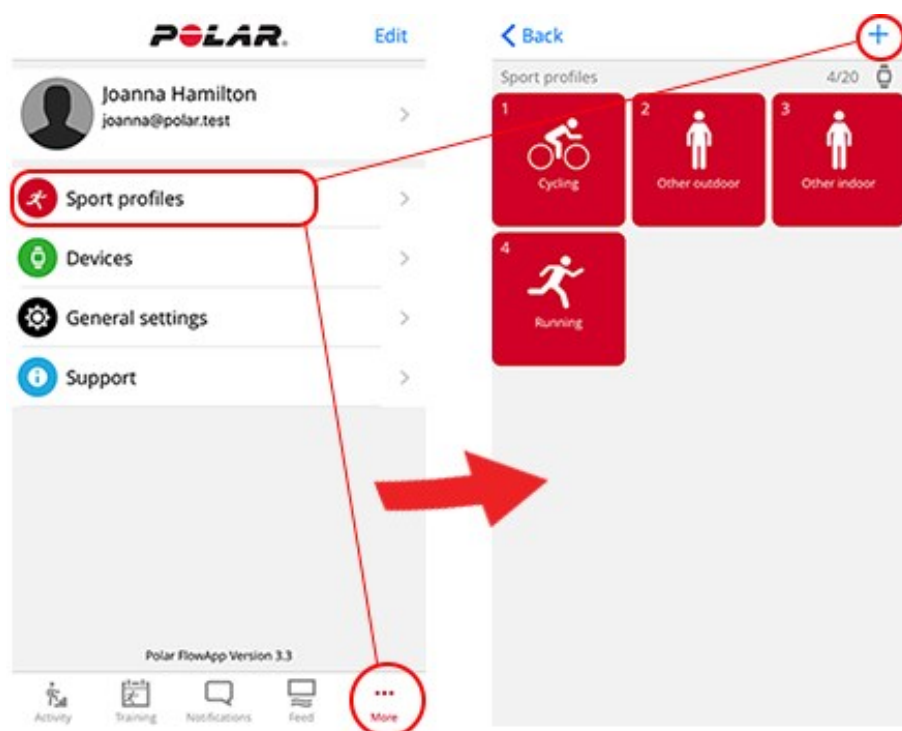 POLAR.
Edit
Joanna Hamilton
joanna@polar.test
Sport profiles
Devices
General settings
Support
Polar FlowApp Version 3.3
Activity
Training
Notifications
Feed
More
Back
Sport profiles
4/20
1
Cycling
2
Other outdoor
3
Other indoor
4
Running